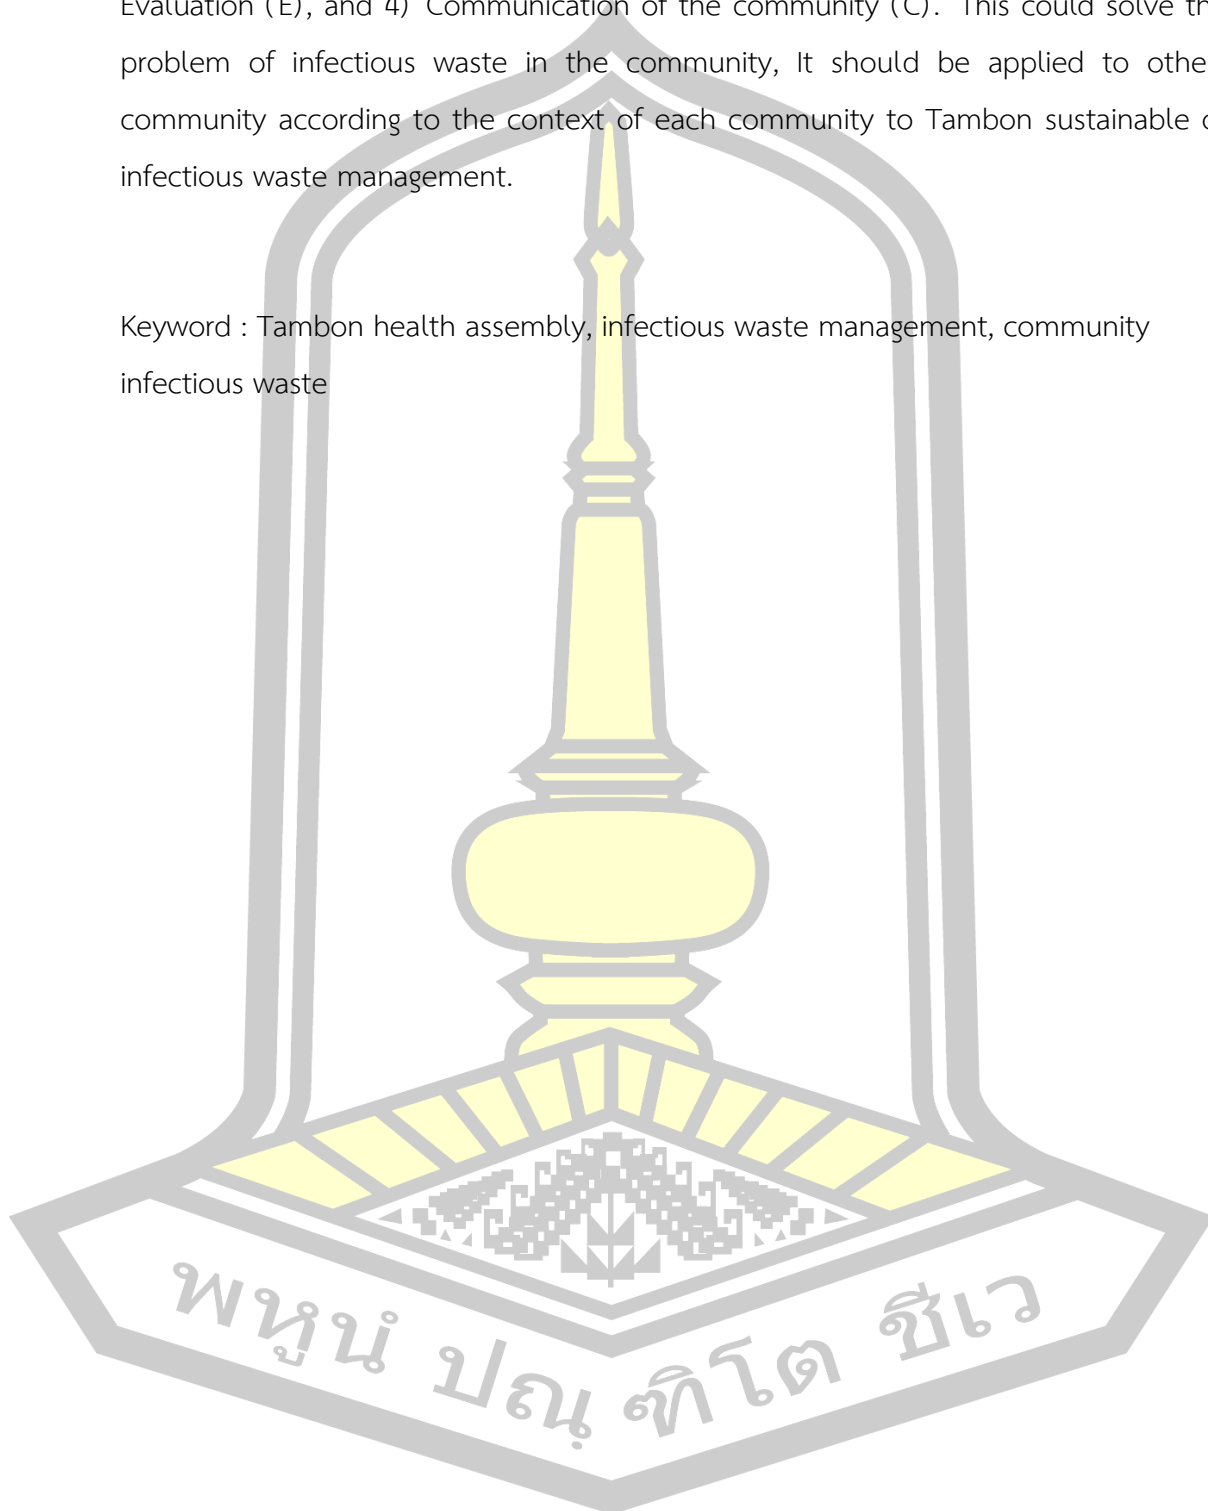 Evaluation (E), and 4) Communication of the community (C). This could solve th
problem of infectious waste in the community, It should be applied to othe
community according to the context of each community to Tambon sustainable o
infectious waste management.
Keyword : Tambon health assembly, infectious waste management, community
infectious waste
พหูนํ ปณฺฑิโต ชีเว